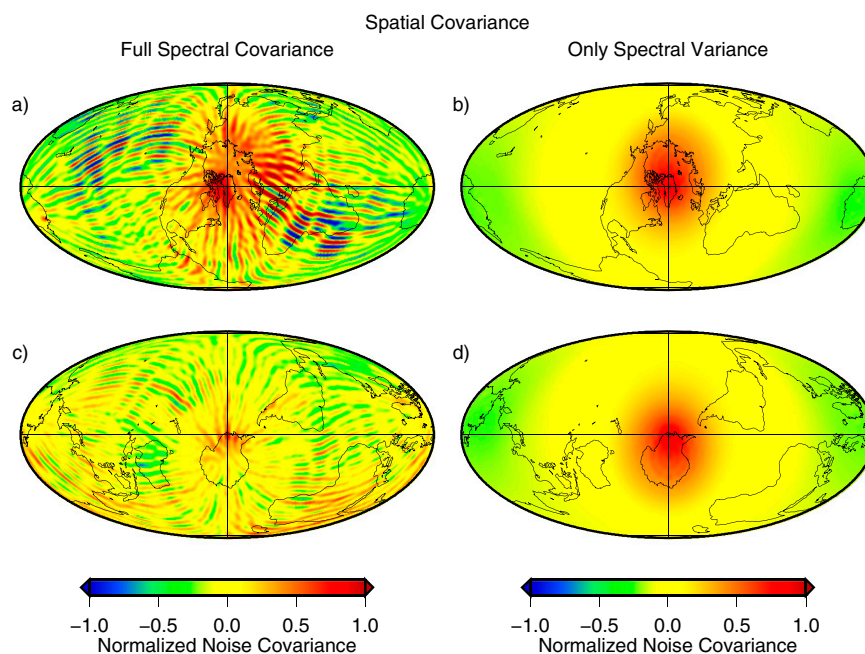 Spatial Covariance
Full Spectral Covariance
Only Spectral Variance
a)
b)
c)
d)
−1.0 −0.5 0.0 0.5 1.0
Normalized Noise Covariance
−1.0 −0.5 0.0 0.5 1.0
Normalized Noise Covariance